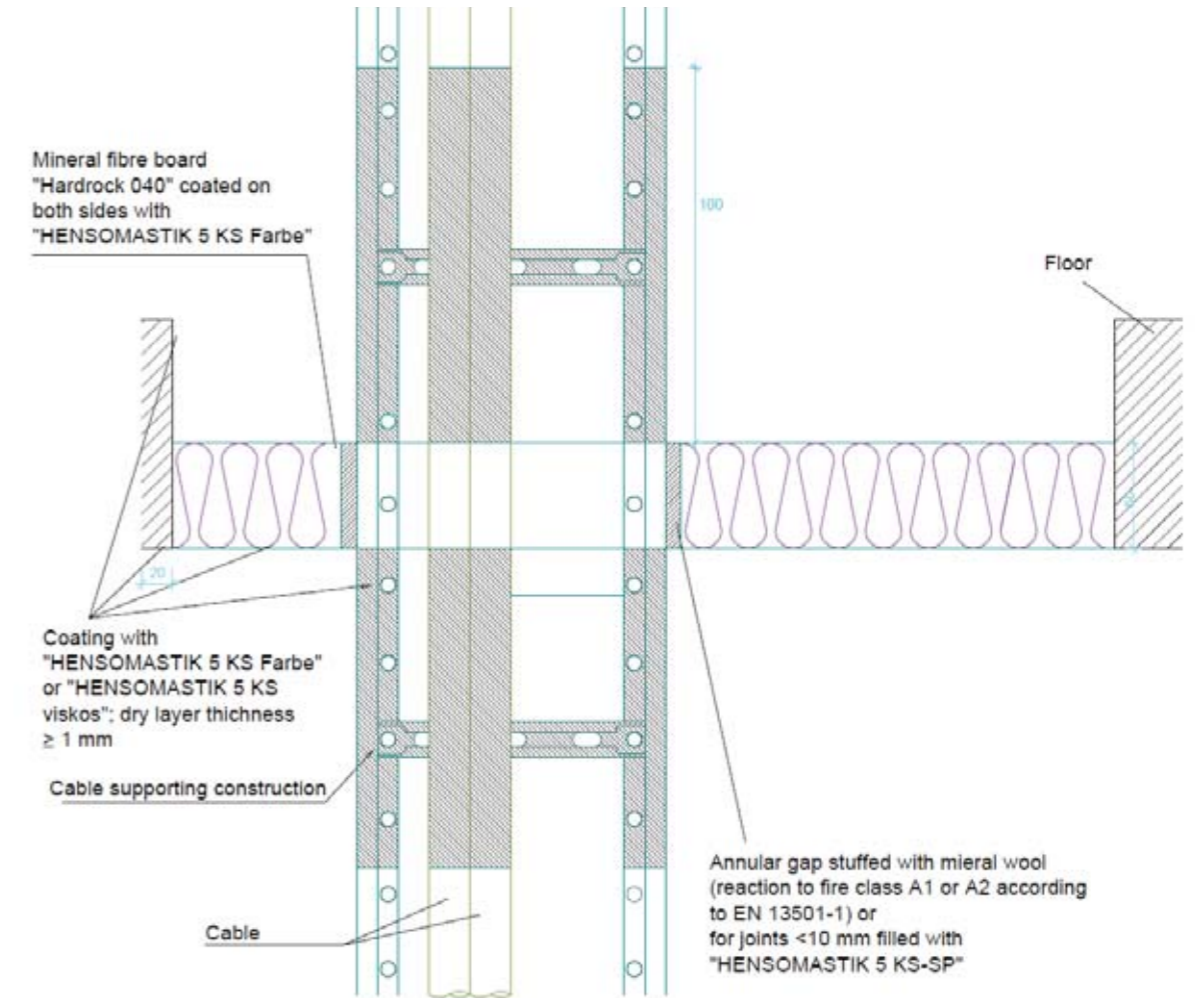 Mineral fibre board
"Hardrock 040" coated on
both sides with
"HENSOMASTIK 5 KS Farbe"
100
Floor
20
Coating with
"HENSOMASTIK 5 KS Farbe"
or "HENSOMASTIK 5 KS
viskos"; dry layer thichness
≥ 1 mm
Cable supporting construction
Cable
Annular gap stuffed with mieral wool
(reaction to fire class A1 or A2 according
to EN 13501-1) or
for joints <10 mm filled with
"HENSOMASTIK 5 KS-SP"